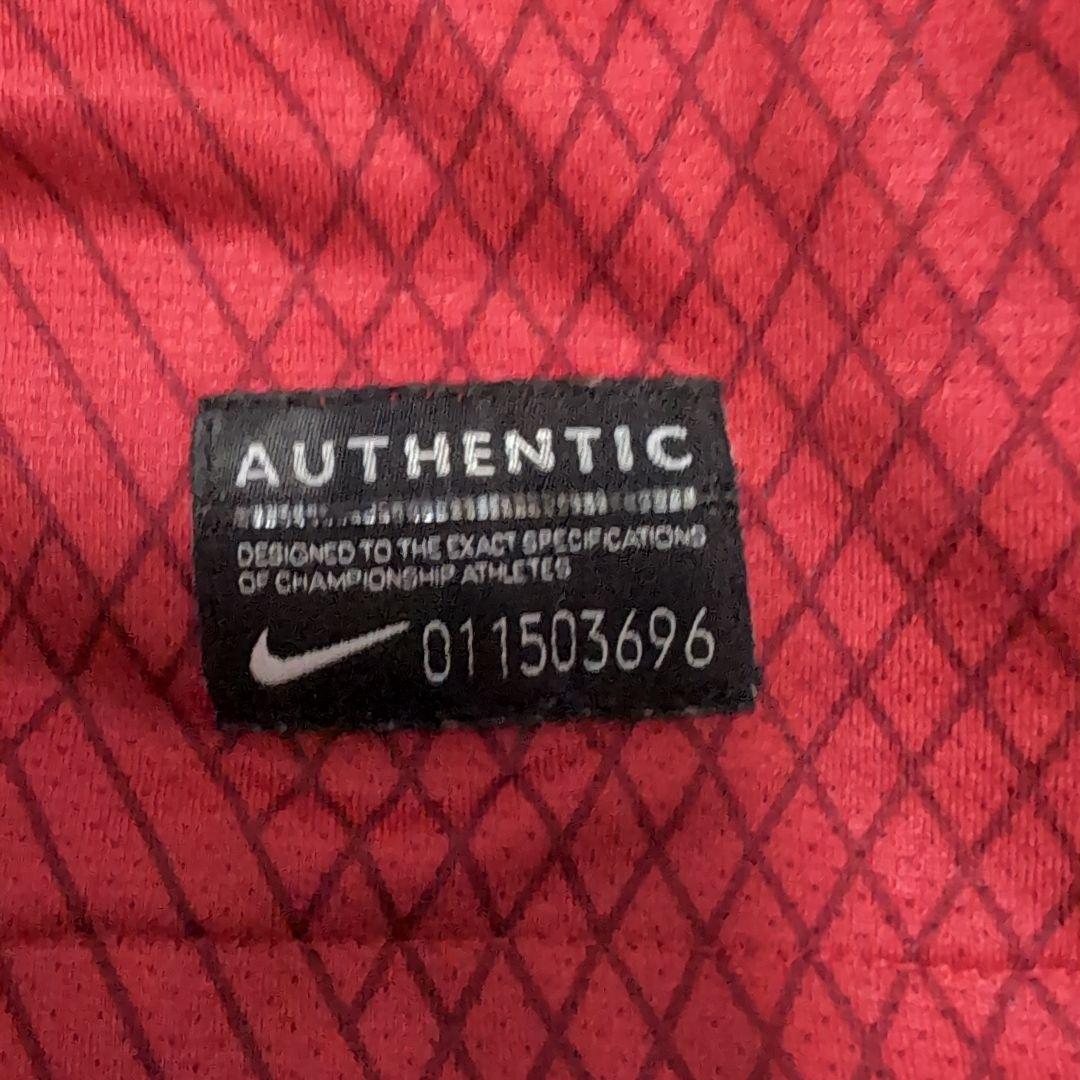 AUTHENTIC
DESIGNED TO THE EXACT SPECIFICATIONS
OF CHAMPIONSHIP ATHLETES
011503696